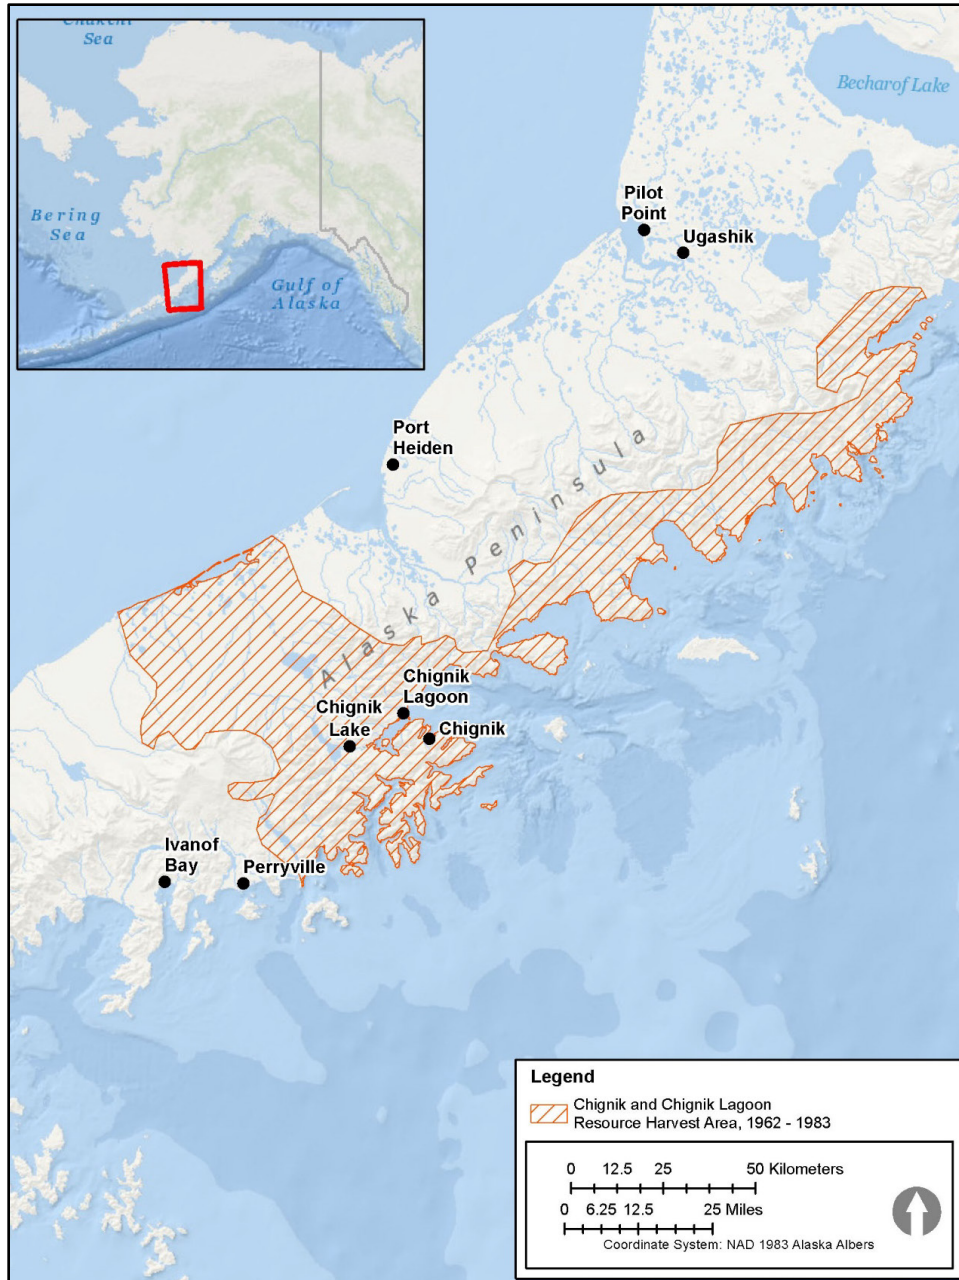 Chukchi
Sea
Bering
Sea
Gulf of
Alaska
Becharof Lake
Pilot
Point
Ugashik
Port
Heiden
Alaska Peninsula
Chignik
Lagoon
Chignik
Lake
Chignik
Ivanof
Bay
Perryville
Legend
Chignik and Chignik Lagoon
Resource Harvest Area, 1962 - 1983
0 12.5 25 50 Kilometers
0 6.25 12.5 25 Miles
Coordinate System: NAD 1983 Alaska Albers